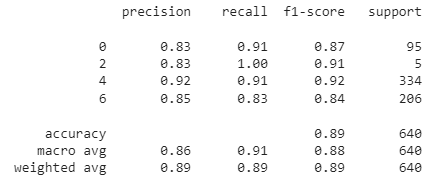 precision recall f1-score support
0 0.83 0.91 0.87 95
2 0.83 1.00 0.91 5
4 0.92 0.91 0.92 334
6 0.85 0.83 0.84 206
accuracy 0.89 640
macro avg 0.86 0.91 0.88 640
weighted avg 0.89 0.89 0.89 640